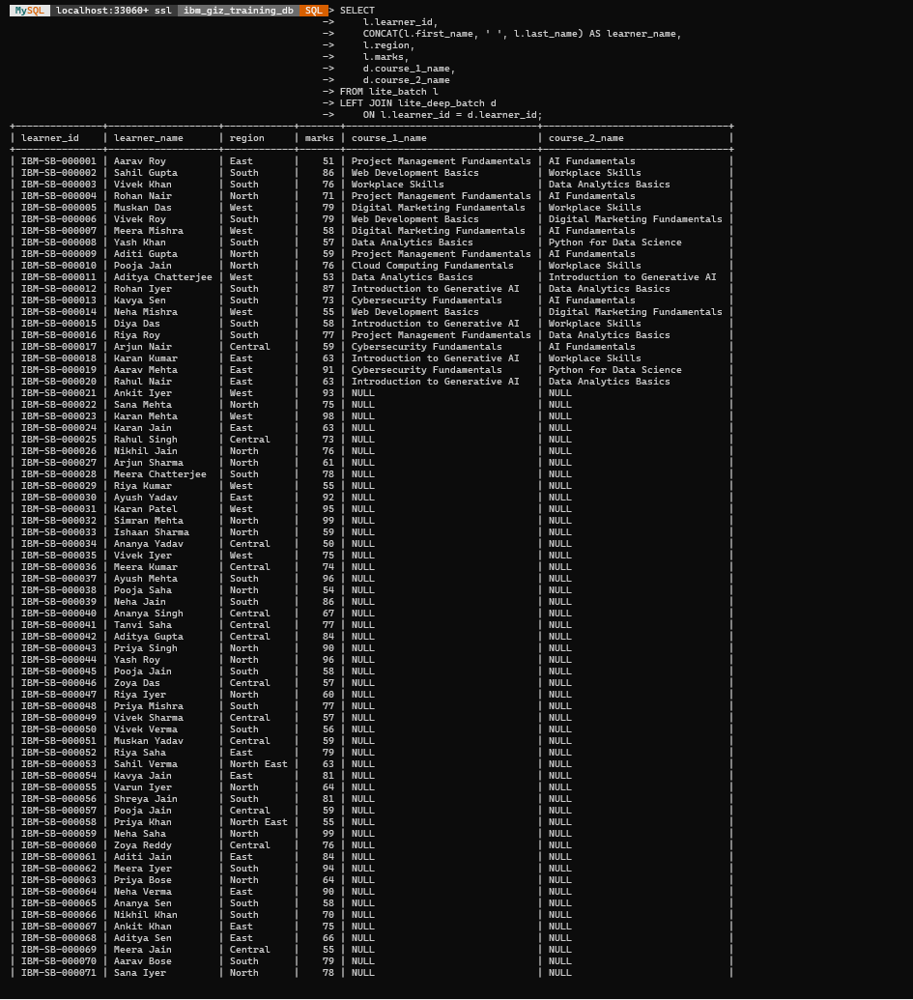 MySQL localhost:33060+ ssl ibm_giz_training_db SQL > SELECT
-> l.learner_id,
-> CONCAT(l.first_name, ' ', l.last_name) AS learner_name,
-> l.region,
-> l.marks,
-> d.course_1_name,
-> d.course_2_name
-> FROM lite_batch l
-> LEFT JOIN lite_deep_batch d
-> ON l.learner_id = d.learner_id;
+---------------+-------------------+------------+-------+---------------------------------+--------------------------------+
| learner_id | learner_name | region | marks | course_1_name | course_2_name |
+---------------+-------------------+------------+-------+---------------------------------+--------------------------------+
| IBM-SB-000001 | Aarav Roy | East | 51 | Project Management Fundamentals | AI Fundamentals |
| IBM-SB-000002 | Sahil Gupta | South | 86 | Web Development Basics | Workplace Skills |
| IBM-SB-000003 | Vivek Khan | South | 76 | Workplace Skills | Data Analytics Basics |
| IBM-SB-000004 | Rohan Nair | North | 71 | Project Management Fundamentals | AI Fundamentals |
| IBM-SB-000005 | Muskan Das | West | 79 | Digital Marketing Fundamentals | Workplace Skills |
| IBM-SB-000006 | Vivek Roy | South | 79 | Web Development Basics | Digital Marketing Fundamentals |
| IBM-SB-000007 | Meera Mishra | West | 58 | Digital Marketing Fundamentals | AI Fundamentals |
| IBM-SB-000008 | Yash Khan | South | 57 | Data Analytics Basics | Python for Data Science |
| IBM-SB-000009 | Aditi Gupta | North | 59 | Project Management Fundamentals | AI Fundamentals |
| IBM-SB-000010 | Pooja Jain | North | 76 | Cloud Computing Fundamentals | Workplace Skills |
| IBM-SB-000011 | Aditya Chatterjee | West | 53 | Data Analytics Basics | Introduction to Generative AI |
| IBM-SB-000012 | Rohan Iyer | South | 87 | Introduction to Generative AI | Data Analytics Basics |
| IBM-SB-000013 | Kavya Sen | South | 73 | Cybersecurity Fundamentals | AI Fundamentals |
| IBM-SB-000014 | Neha Mishra | West | 55 | Web Development Basics | Digital Marketing Fundamentals |
| IBM-SB-000015 | Diya Das | South | 58 | Introduction to Generative AI | Workplace Skills |
| IBM-SB-000016 | Riya Roy | South | 77 | Project Management Fundamentals | Data Analytics Basics |
| IBM-SB-000017 | Arjun Nair | Central | 59 | Cybersecurity Fundamentals | AI Fundamentals |
| IBM-SB-000018 | Karan Kumar | East | 63 | Introduction to Generative AI | Workplace Skills |
| IBM-SB-000019 | Aarav Mehta | East | 91 | Cybersecurity Fundamentals | Python for Data Science |
| IBM-SB-000020 | Rahul Nair | East | 63 | Introduction to Generative AI | Data Analytics Basics |
| IBM-SB-000021 | Ankit Iyer | West | 93 | NULL | NULL |
| IBM-SB-000022 | Sana Mehta | North | 75 | NULL | NULL |
| IBM-SB-000023 | Karan Mehta | West | 98 | NULL | NULL |
| IBM-SB-000024 | Karan Jain | East | 63 | NULL | NULL |
| IBM-SB-000025 | Rahul Singh | Central | 73 | NULL | NULL |
| IBM-SB-000026 | Nikhil Jain | North | 76 | NULL | NULL |
| IBM-SB-000027 | Arjun Sharma | North | 61 | NULL | NULL |
| IBM-SB-000028 | Meera Chatterjee | South | 78 | NULL | NULL |
| IBM-SB-000029 | Riya Kumar | West | 55 | NULL | NULL |
| IBM-SB-000030 | Ayush Yadav | East | 92 | NULL | NULL |
| IBM-SB-000031 | Karan Patel | West | 95 | NULL | NULL |
| IBM-SB-000032 | Simran Mehta | North | 99 | NULL | NULL |
| IBM-SB-000033 | Ishaan Sharma | North | 59 | NULL | NULL |
| IBM-SB-000034 | Ananya Yadav | Central | 50 | NULL | NULL |
| IBM-SB-000035 | Vivek Iyer | West | 75 | NULL | NULL |
| IBM-SB-000036 | Meera Kumar | Central | 74 | NULL | NULL |
| IBM-SB-000037 | Ayush Mehta | South | 96 | NULL | NULL |
| IBM-SB-000038 | Pooja Saha | North | 54 | NULL | NULL |
| IBM-SB-000039 | Neha Jain | South | 86 | NULL | NULL |
| IBM-SB-000040 | Ananya Singh | Central | 67 | NULL | NULL |
| IBM-SB-000041 | Tanvi Saha | Central | 77 | NULL | NULL |
| IBM-SB-000042 | Aditya Gupta | Central | 84 | NULL | NULL |
| IBM-SB-000043 | Priya Singh | North | 90 | NULL | NULL |
| IBM-SB-000044 | Yash Roy | North | 96 | NULL | NULL |
| IBM-SB-000045 | Pooja Jain | South | 58 | NULL | NULL |
| IBM-SB-000046 | Zoya Das | Central | 57 | NULL | NULL |
| IBM-SB-000047 | Riya Iyer | North | 60 | NULL | NULL |
| IBM-SB-000048 | Priya Mishra | South | 77 | NULL | NULL |
| IBM-SB-000049 | Vivek Sharma | Central | 57 | NULL | NULL |
| IBM-SB-000050 | Vivek Verma | South | 56 | NULL | NULL |
| IBM-SB-000051 | Muskan Yadav | Central | 59 | NULL | NULL |
| IBM-SB-000052 | Riya Saha | East | 79 | NULL | NULL |
| IBM-SB-000053 | Sahil Verma | North East | 63 | NULL | NULL |
| IBM-SB-000054 | Kavya Jain | East | 81 | NULL | NULL |
| IBM-SB-000055 | Varun Iyer | North | 64 | NULL | NULL |
| IBM-SB-000056 | Shreya Jain | South | 81 | NULL | NULL |
| IBM-SB-000057 | Pooja Jain | Central | 59 | NULL | NULL |
| IBM-SB-000058 | Priya Khan | North East | 55 | NULL | NULL |
| IBM-SB-000059 | Neha Saha | North | 99 | NULL | NULL |
| IBM-SB-000060 | Zoya Reddy | Central | 76 | NULL | NULL |
| IBM-SB-000061 | Aditi Jain | East | 84 | NULL | NULL |
| IBM-SB-000062 | Meera Iyer | South | 94 | NULL | NULL |
| IBM-SB-000063 | Priya Bose | North | 64 | NULL | NULL |
| IBM-SB-000064 | Neha Verma | East | 90 | NULL | NULL |
| IBM-SB-000065 | Ananya Sen | South | 58 | NULL | NULL |
| IBM-SB-000066 | Nikhil Khan | South | 70 | NULL | NULL |
| IBM-SB-000067 | Ankit Khan | East | 75 | NULL | NULL |
| IBM-SB-000068 | Aditya Sen | East | 66 | NULL | NULL |
| IBM-SB-000069 | Meera Jain | Central | 55 | NULL | NULL |
| IBM-SB-000070 | Aarav Bose | South | 79 | NULL | NULL |
| IBM-SB-000071 | Sana Iyer | North | 78 | NULL | NULL |